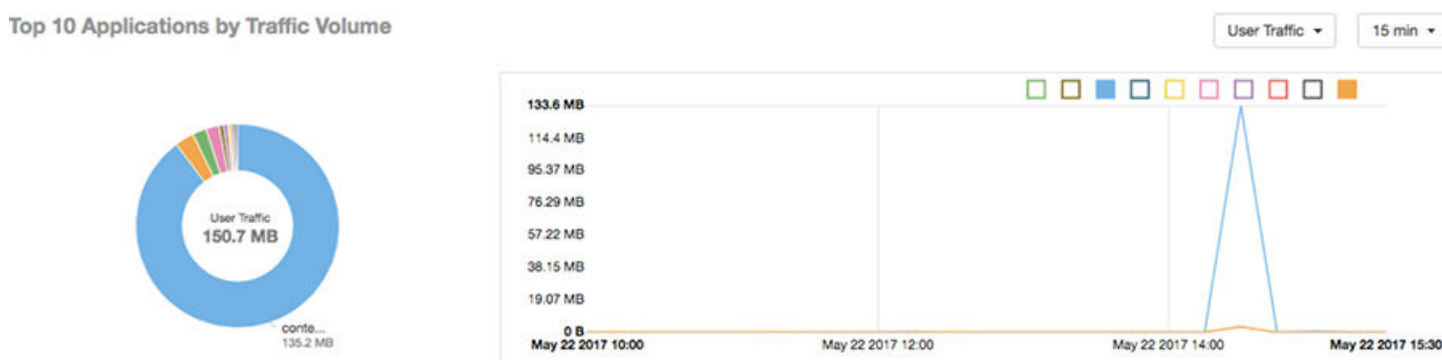 Top 10 Applications by Traffic Volume
User Traffic
15 min
User Traffic
150.7 MB
conte...
135.2 MB
133.6 MB
114.4 MB
95.37 MB
76.29 MB
57.22 MB
38.15 MB
19.07 MB
0 B
May 22 2017 10:00
May 22 2017 12:00
May 22 2017 14:00
May 22 2017 15:30